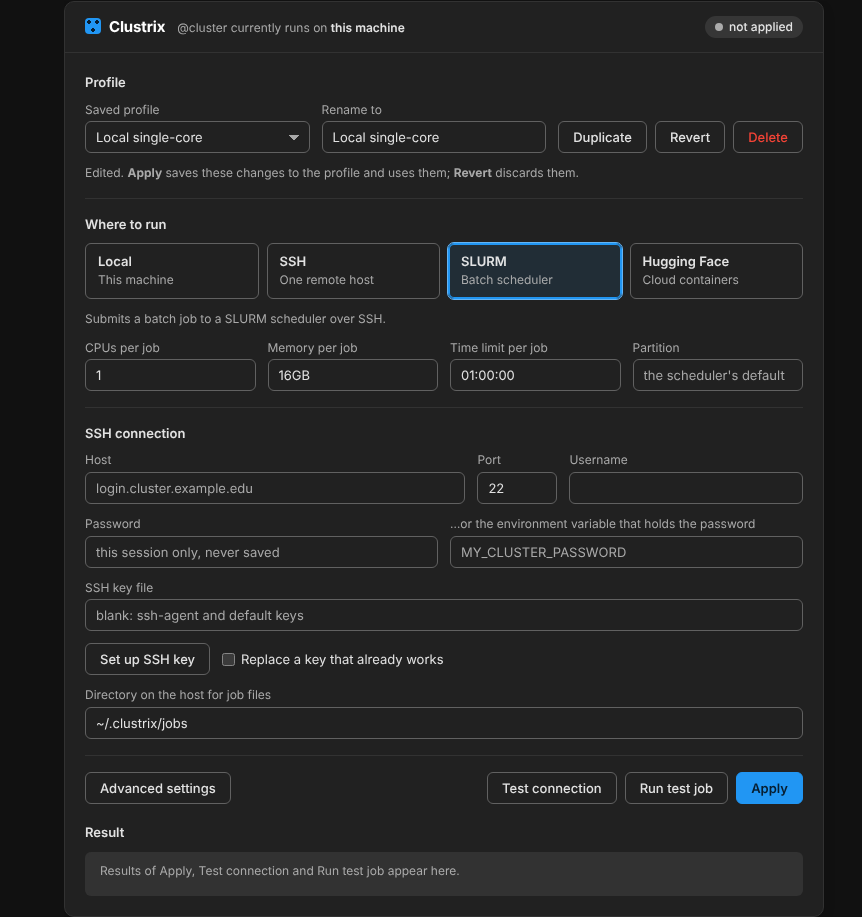 Clustrix @cluster currently runs on this machine not applied
Profile
Saved profile Rename to
Local single-core Local single-core Duplicate Revert Delete
Edited. Apply saves these changes to the profile and uses them; Revert discards them.
Where to run
Local SSH SLURM Hugging Face
This machine One remote host Batch scheduler Cloud containers
Submits a batch job to a SLURM scheduler over SSH.
CPUs per job Memory per job Time limit per job Partition
1 16GB 01:00:00 the scheduler's default
SSH connection
Host Port Username
login.cluster.example.edu 22
Password ...or the environment variable that holds the password
this session only, never saved MY_CLUSTER_PASSWORD
SSH key file
blank: ssh-agent and default keys
Set up SSH key Replace a key that already works
Directory on the host for job files
~/.clustrix/jobs
Advanced settings Test connection Run test job Apply
Result
Results of Apply, Test connection and Run test job appear here.